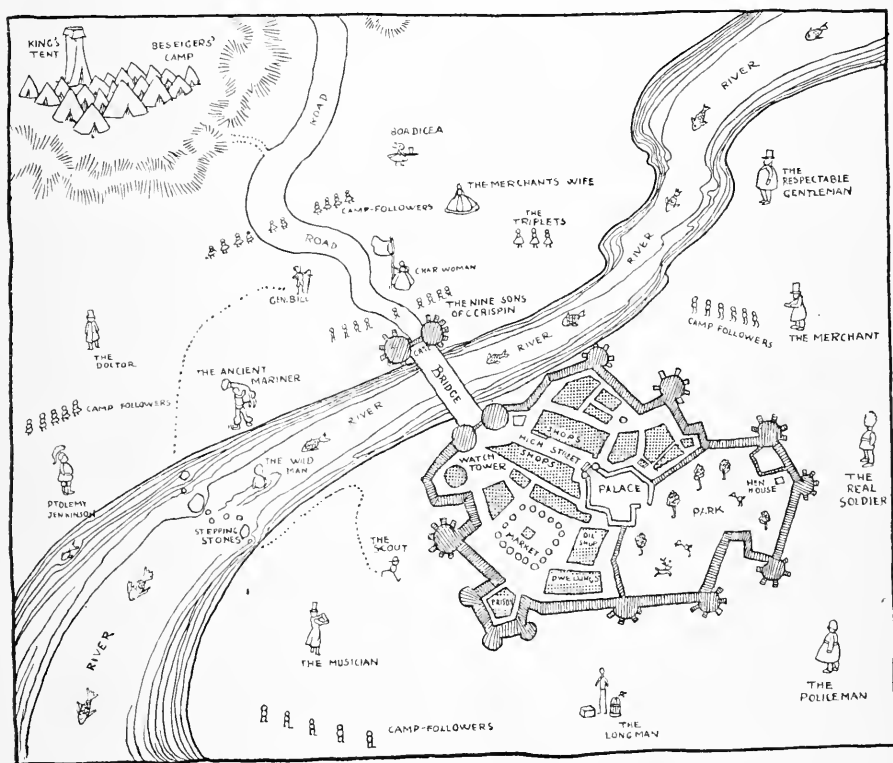 KING'S
TENT
BESEIGERS'
CAMP
ROAD
RIVER
BOADICEA
THE
RESPECTABLE
GENTLEMAN
THE MERCHANTS WIFE
CAMP-FOLLOWERS
THE
TRIPLETS
ROAD
RIVER
CHAR WOMAN
GEN. BILL
THE NINE SONS
OF C CRISPIN
CAMP FOLLOWERS
THE MERCHANT
THE
DOCTOR
RIVER
BRIDGE
THE ANCIENT
MARINER
RIVER
CAMP FOLLOWERS
SHOPS
HIGH STREET
SHOPS
WATCH
TOWER
THE WILD
MAN
PALACE
HEN
HOUSE
THE
REAL
SOLDIER
PTOLEMY
JENKINSON
PARK
STEPPING
STONES
THE
SCOUT
MARKET
OIL
SHOP
DWELLINGS
PRISON
RIVER
THE MUSICIAN
THE
POLICEMAN
CAMP-FOLLOWERS
THE
LONGMAN